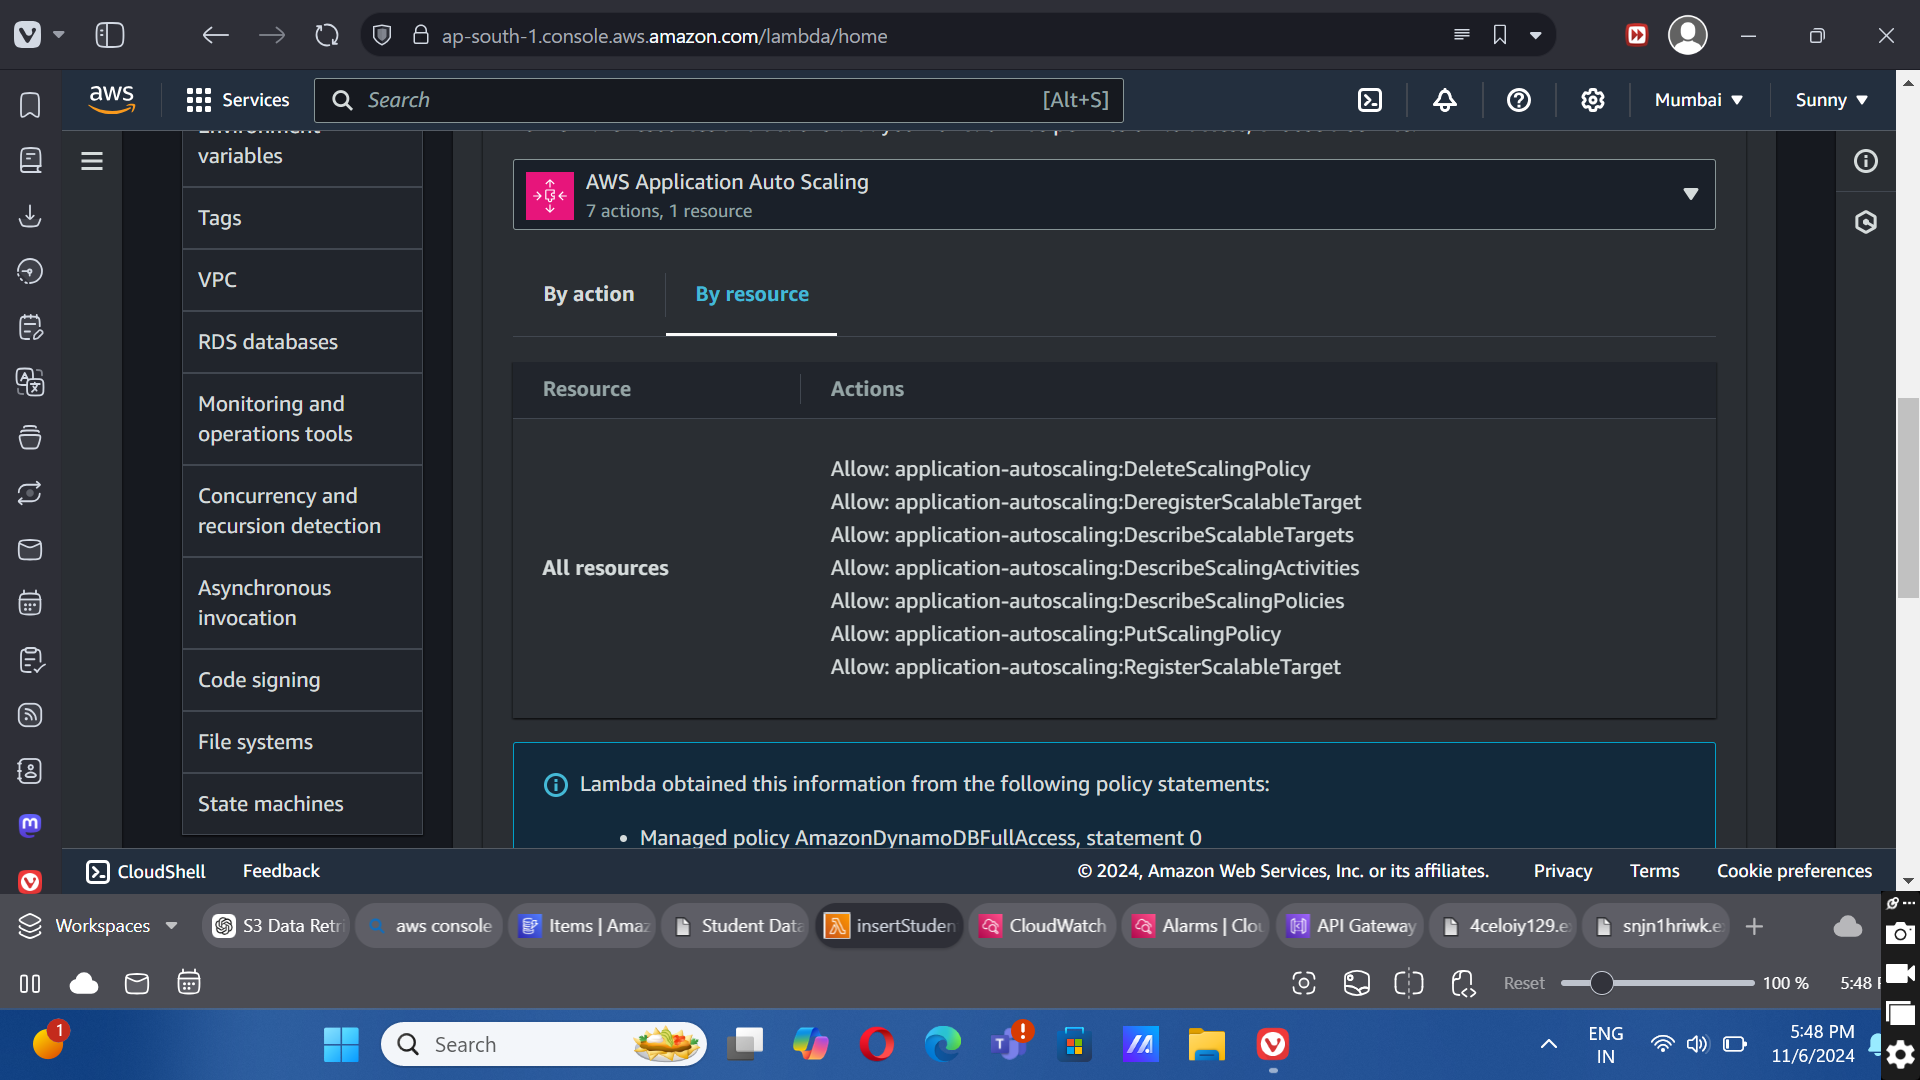 ap-south-1.console.aws.amazon.com/lambda/home
aws
Services
Search
[Alt+S]
Mumbai
Sunny
variables
Tags
VPC
RDS databases
Monitoring and
operations tools
Concurrency and
recursion detection
Asynchronous
invocation
Code signing
File systems
State machines
AWS Application Auto Scaling
7 actions, 1 resource
By action
By resource
Resource
Actions
All resources
Allow: application-autoscaling:DeleteScalingPolicy
Allow: application-autoscaling:DeregisterScalableTarget
Allow: application-autoscaling:DescribeScalableTargets
Allow: application-autoscaling:DescribeScalingActivities
Allow: application-autoscaling:DescribeScalingPolicies
Allow: application-autoscaling:PutScalingPolicy
Allow: application-autoscaling:RegisterScalableTarget
Lambda obtained this information from the following policy statements:
• Managed policy AmazonDynamoDBFullAccess, statement 0
CloudShell
Feedback
© 2024, Amazon Web Services, Inc. or its affiliates.
Privacy
Terms
Cookie preferences
Workspaces
S3 Data Retri
aws console
Items | Amaz
Student Data
insertStuden
CloudWatch
Alarms | Clou
API Gateway
4celoiy129.e
snjn1hriwk.e
Reset
100 %
5:48
1
Search
ENG
IN
5:48 PM
11/6/2024